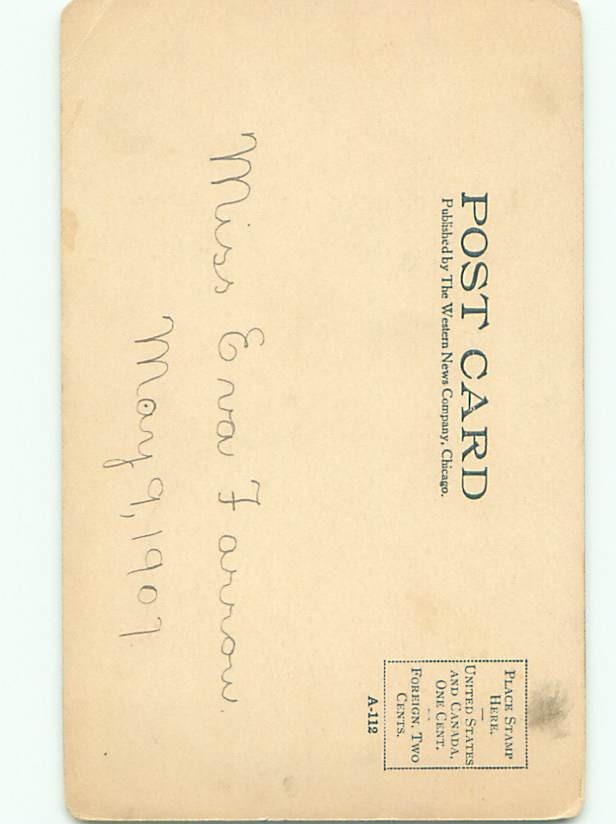 POST CARD
Published by The Western News Company, Chicago.
PLACE STAMP
HERE.
UNITED STATES
AND CANADA,
ONE CENT.
FOREIGN, TWO
CENTS.
A-112
Miss Eva Farrow.
May 9, 1907